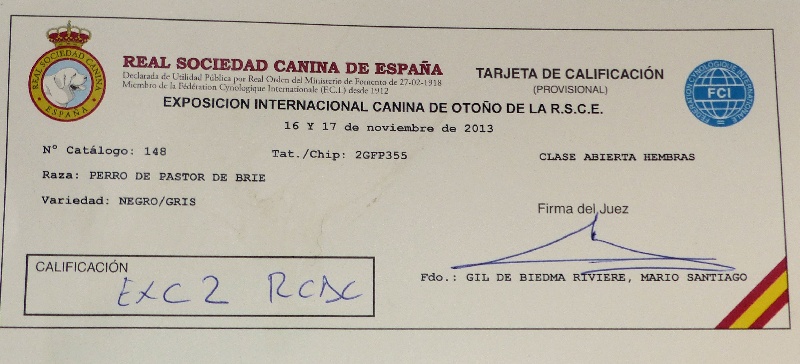 REAL SOCIEDAD CANINA
ESPAÑA
REAL SOCIEDAD CANINA DE ESPAÑA
Declarada de Utilidad Pública por Real Orden del Ministerio de Fomento de 27-02-1918
Miembro de la Fédération Cynologique Internationale (F.C.I.) desde 1912
TARJETA DE CALIFICACIÓN
(PROVISIONAL)
FEDERATION CYNOLOGIQUE INTERNATIONALE
FCI
EXPOSICION INTERNACIONAL CANINA DE OTOÑO DE LA R.S.C.E.
16 Y 17 de noviembre de 2013
Nº Catálogo: 148 Tat./Chip: 2GFP355 CLASE ABIERTA HEMBRAS
Raza: PERRO DE PASTOR DE BRIE
Variedad: NEGRO/GRIS
Firma del Juez
CALIFICACIÓN
EXC 2 RCAC
Fdo.: GIL DE BIEDMA RIVIERE, MARIO SANTIAGO